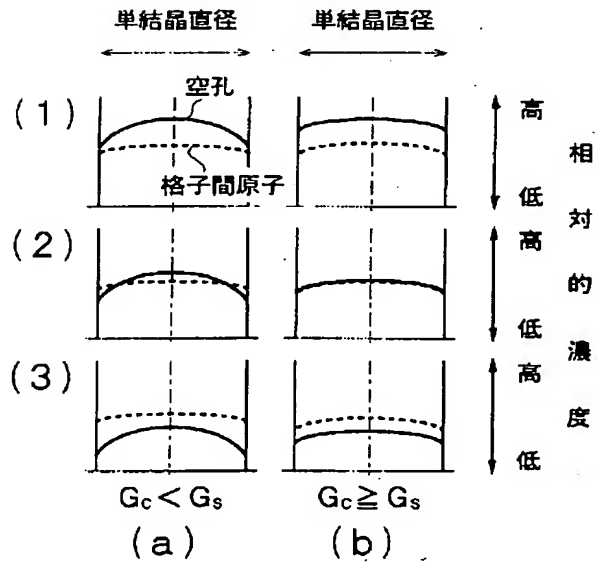 単結晶直径 単結晶直径
(1)
空孔
格子間原子
高
低
(2)
高
低
(3)
高
低
相対的濃度
Gc < Gs Gc ≧ Gs
(a) (b)